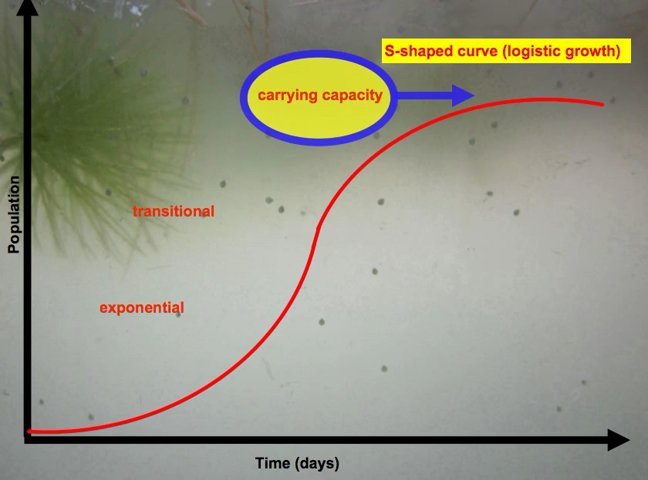 S-shaped curve (logistic growth)
carrying capacity
transitional
Population
exponential
Time (days)